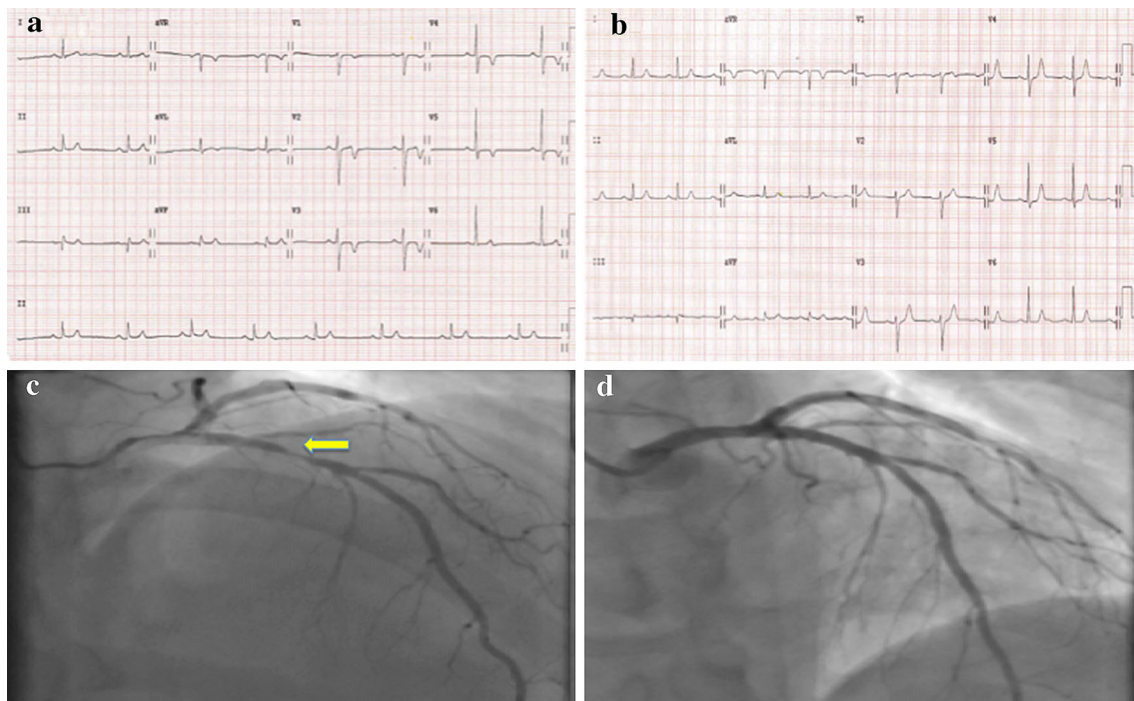 a
I aVR V1 V4
II aVL V2 V5
III aVF V3 V6
II
b
I aVR V1 V4
II aVL V2 V5
III aVF V3 V6
c
d